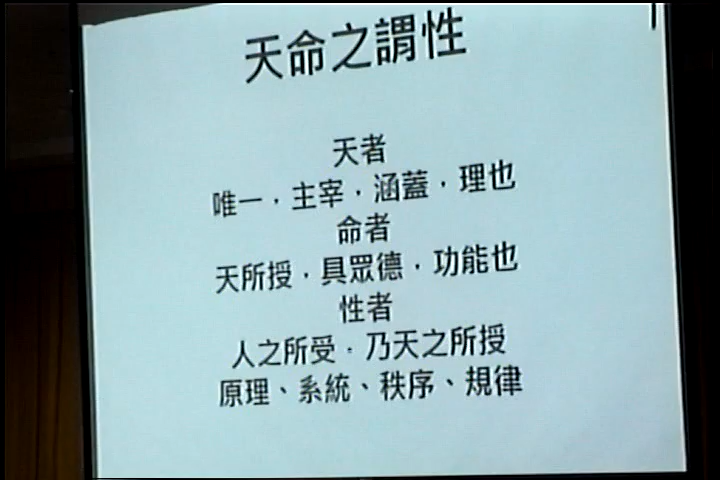 天命之謂性
天者
唯一，主宰，涵蓋，理也
命者
天所授，具眾德，功能也
性者
人之所受。乃天之所授
原理、系統、秩序、規律